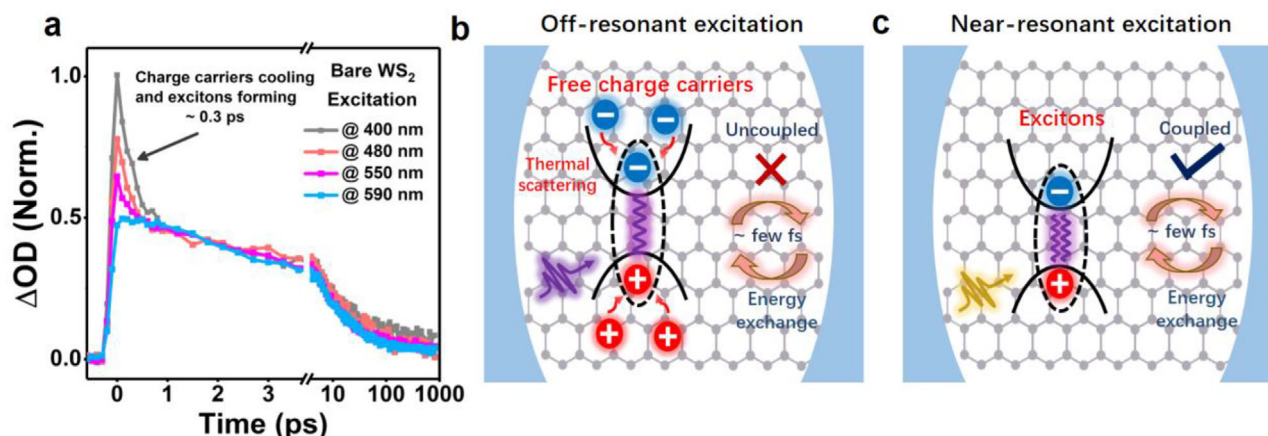 a
Charge carriers cooling
and excitons forming
~ 0.3 ps
Bare WS₂
Excitation
@ 400 nm
@ 480 nm
@ 550 nm
@ 590 nm
ΔOD (Norm.)
1.0
0.5
0.0
0
1
2
3
10
100
1000
Time (ps)
b
Off-resonant excitation
Free charge carriers
Thermal
scattering
Uncoupled
~ few fs
Energy
exchange
c
Near-resonant excitation
Excitons
Coupled
~ few fs
Energy
exchange